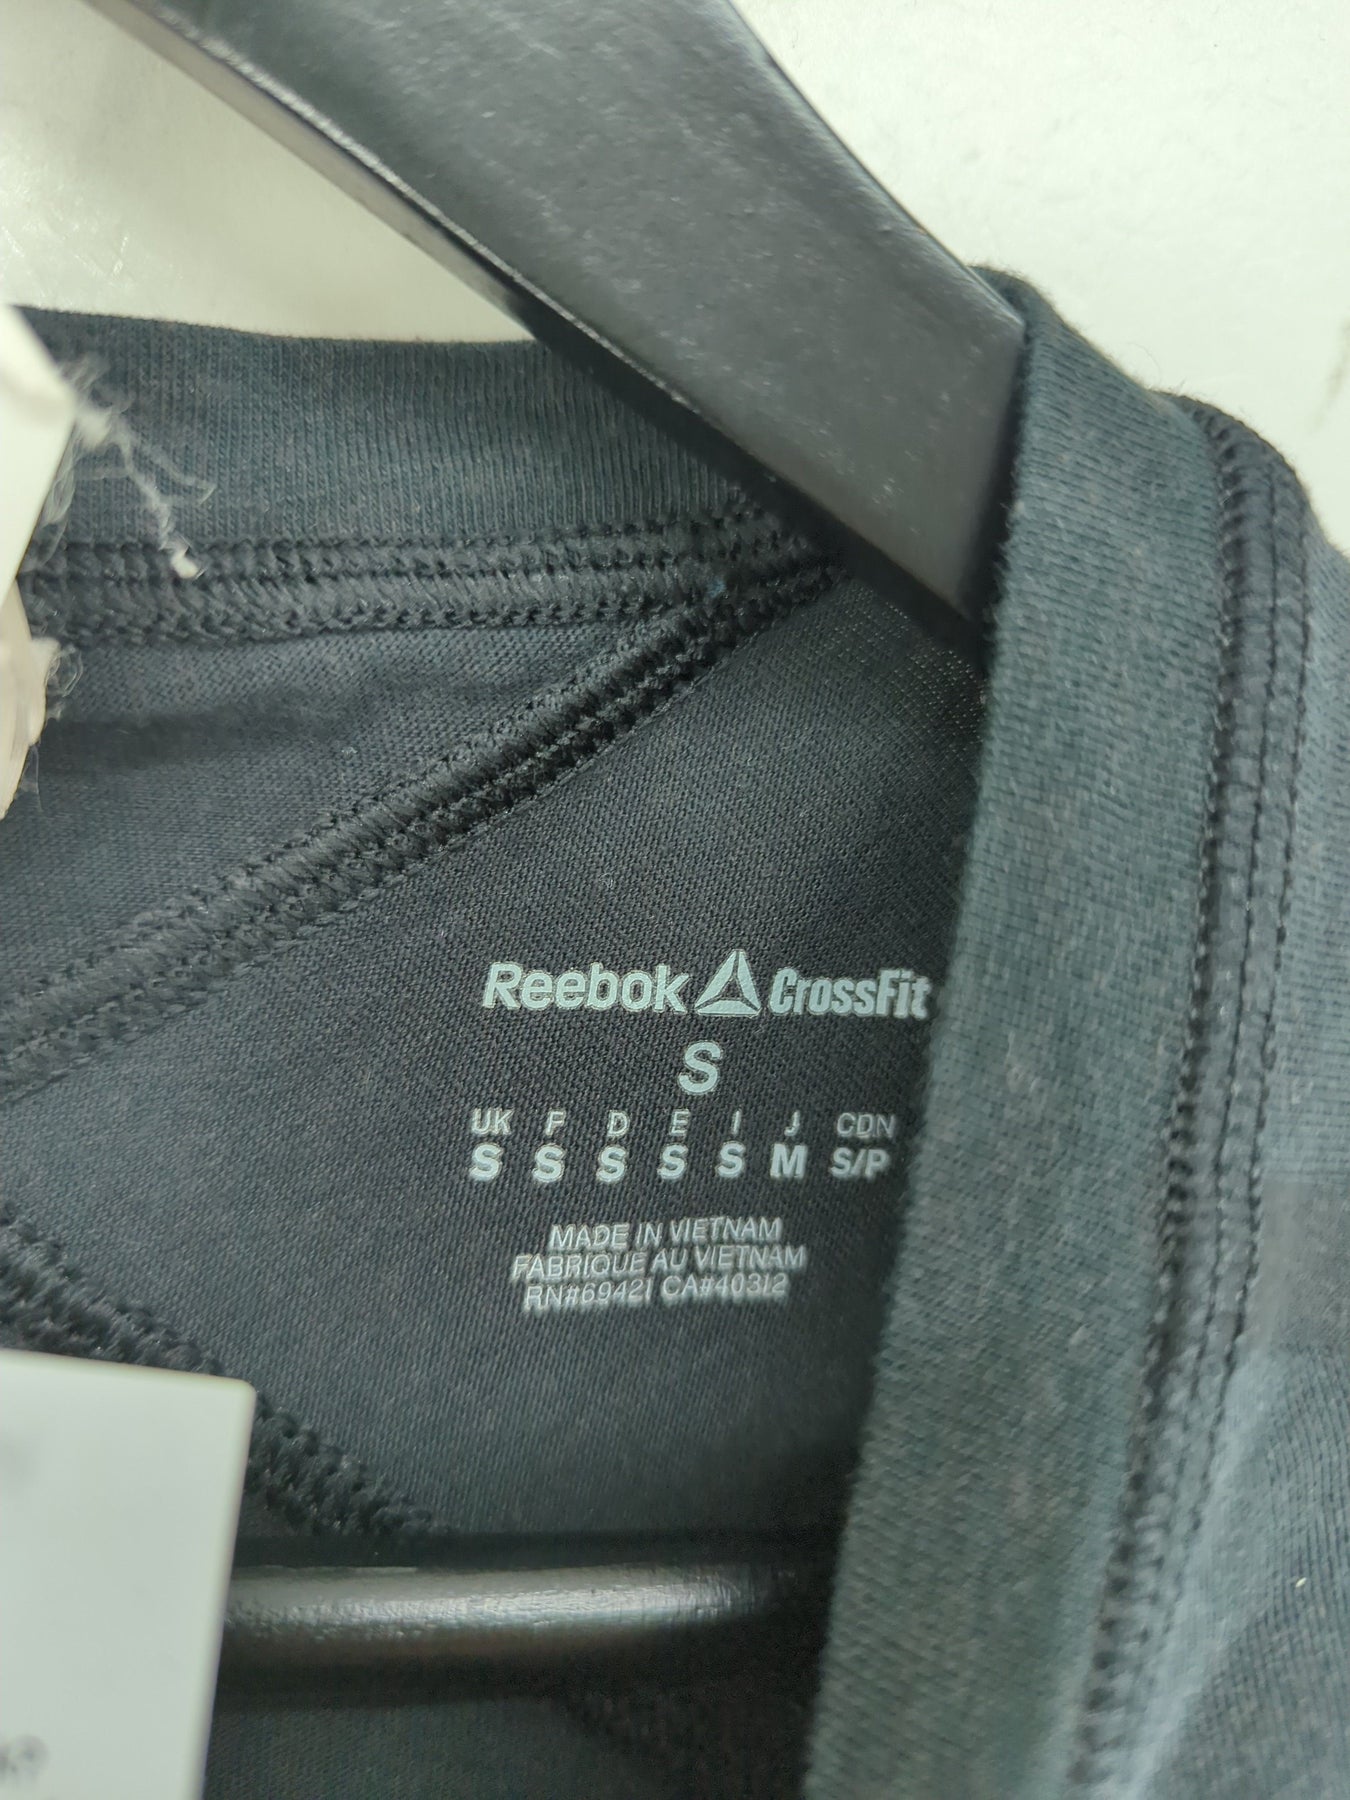 Reebok CrossFit
S
UK F D E I J CDN
S S S S S M S/P
MADE IN VIETNAM
FABRIQUE AU VIETNAM
RN#69421 CA#40312